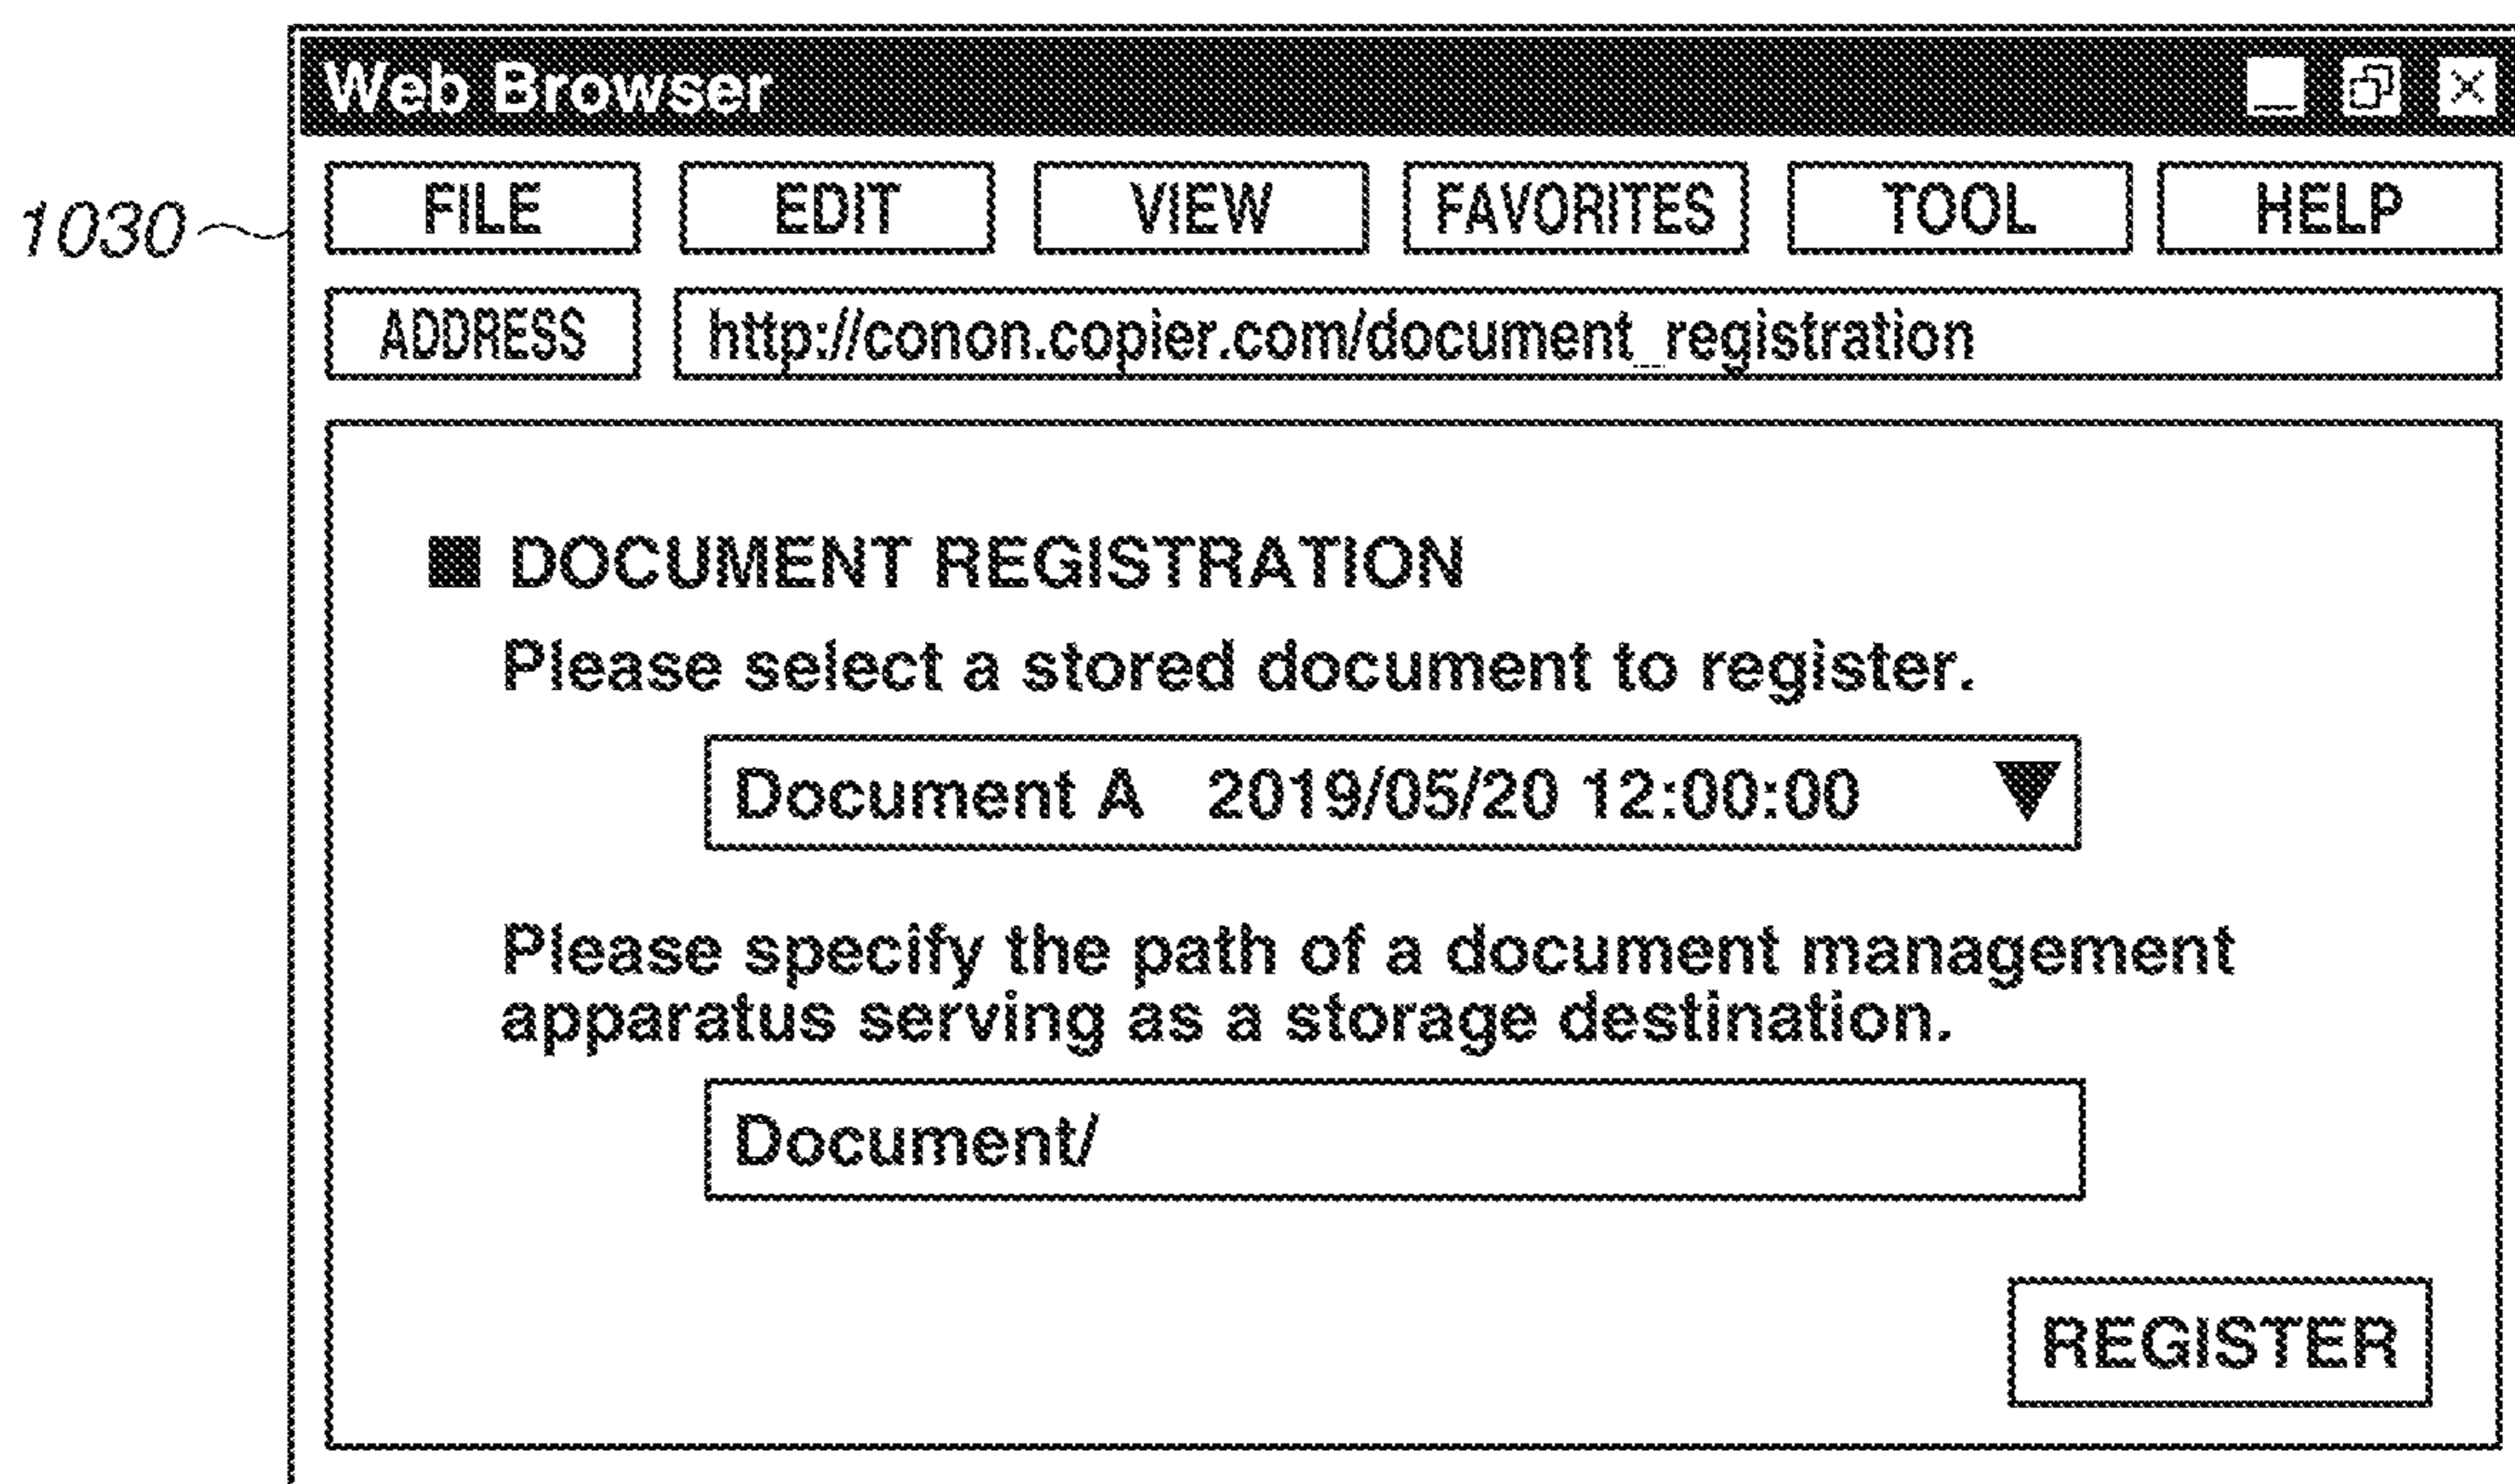 Web Browser
1030
FILE EDIT VIEW FAVORITES TOOL HELP
ADDRESS http://conon.copier.com/document_registration
■ DOCUMENT REGISTRATION
Please select a stored document to register.
Document A 2019/05/20 12:00:00 ▼
Please specify the path of a document management
apparatus serving as a storage destination.
Document/
REGISTER